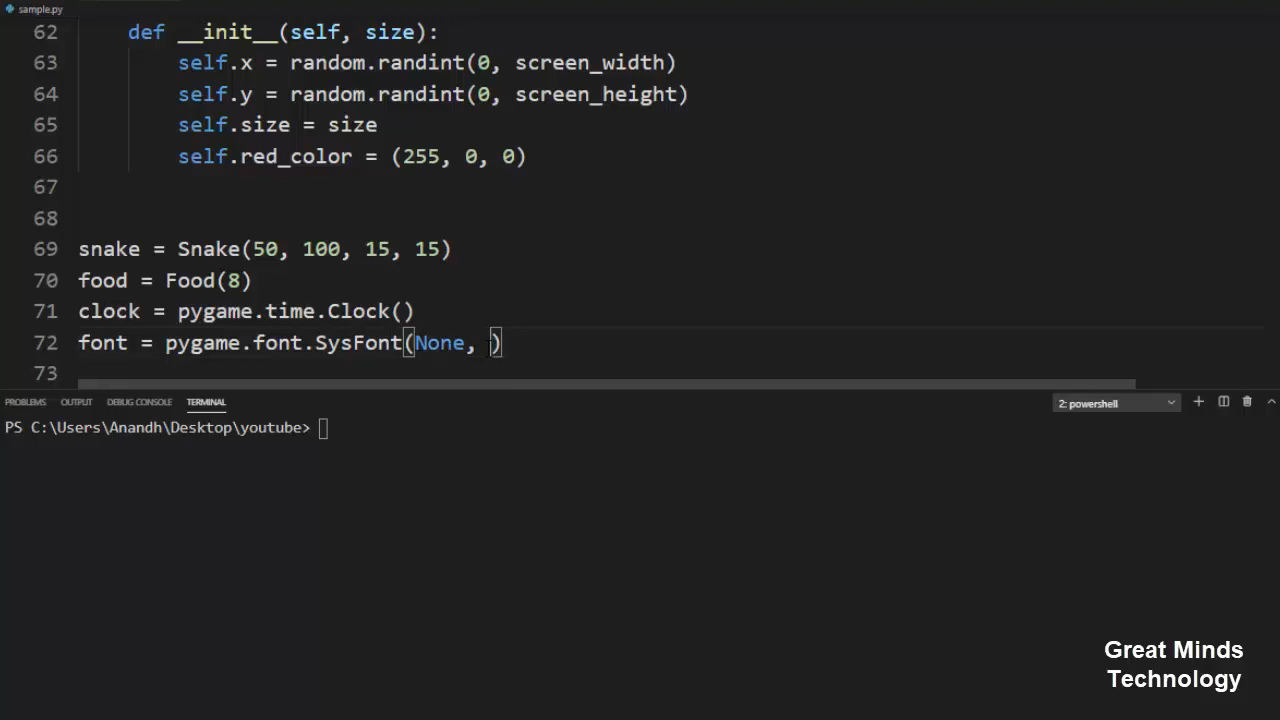 sample.py
62 def __init__(self, size):
63 self.x = random.randint(0, screen_width)
64 self.y = random.randint(0, screen_height)
65 self.size = size
66 self.red_color = (255, 0, 0)
67
68
69 snake = Snake(50, 100, 15, 15)
70 food = Food(8)
71 clock = pygame.time.Clock()
72 font = pygame.font.SysFont(None, )
73
PROBLEMS OUTPUT DEBUG CONSOLE TERMINAL 2: powershell
PS C:\Users\Anandh\Desktop\youtube>
Great Minds
Technology